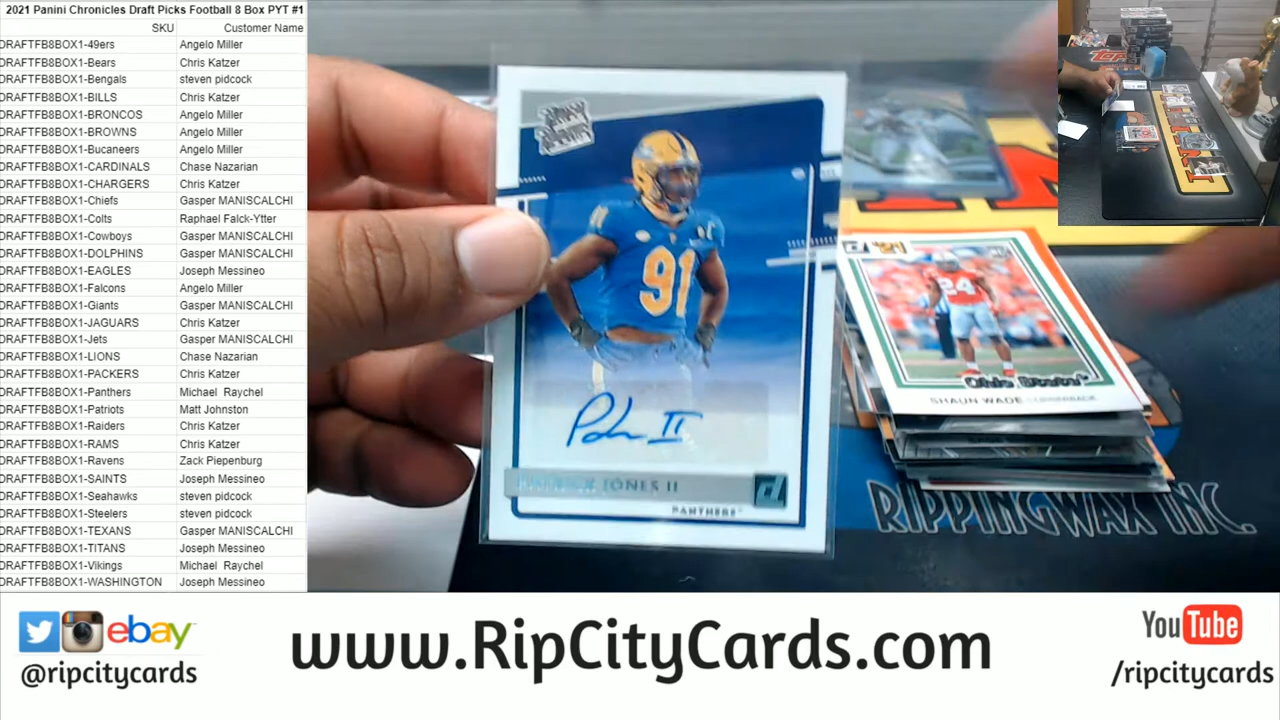 2021 Panini Chronicles Draft Picks Football 8 Box PYT #1
SKU Customer Name
DRAFTFB8BOX1-49ers Angelo Miller
DRAFTFB8BOX1-Bears Chris Katzer
DRAFTFB8BOX1-Bengals steven pidcock
DRAFTFB8BOX1-BILLS Chris Katzer
DRAFTFB8BOX1-BRONCOS Angelo Miller
DRAFTFB8BOX1-BROWNS Angelo Miller
DRAFTFB8BOX1-Bucaneers Angelo Miller
DRAFTFB8BOX1-CARDINALS Chase Nazarian
DRAFTFB8BOX1-CHARGERS Chris Katzer
DRAFTFB8BOX1-Chiefs Gasper MANISCALCHI
DRAFTFB8BOX1-Colts Raphael Falck-Ytter
DRAFTFB8BOX1-Cowboys Gasper MANISCALCHI
DRAFTFB8BOX1-DOLPHINS Gasper MANISCALCHI
DRAFTFB8BOX1-EAGLES Joseph Messineo
DRAFTFB8BOX1-Falcons Angelo Miller
DRAFTFB8BOX1-Giants Gasper MANISCALCHI
DRAFTFB8BOX1-JAGUARS Chris Katzer
DRAFTFB8BOX1-Jets Gasper MANISCALCHI
DRAFTFB8BOX1-LIONS Chase Nazarian
DRAFTFB8BOX1-PACKERS Chris Katzer
DRAFTFB8BOX1-Panthers Michael Raychel
DRAFTFB8BOX1-Patriots Matt Johnston
DRAFTFB8BOX1-Raiders Chris Katzer
DRAFTFB8BOX1-RAMS Chris Katzer
DRAFTFB8BOX1-Ravens Zack Piepenburg
DRAFTFB8BOX1-SAINTS Joseph Messineo
DRAFTFB8BOX1-Seahawks steven pidcock
DRAFTFB8BOX1-Steelers steven pidcock
DRAFTFB8BOX1-TEXANS Gasper MANISCALCHI
DRAFTFB8BOX1-TITANS Joseph Messineo
DRAFTFB8BOX1-Vikings Michael Raychel
DRAFTFB8BOX1-WASHINGTON Joseph Messineo
91
91
JONES II
PANTHERS
'21
24
Ohio State
SHAUN WADE CORNERBACK
RIPPINGWAX INC.
ebay
@ripcitycards
www.RipCityCards.com
YouTube
/ripcitycards